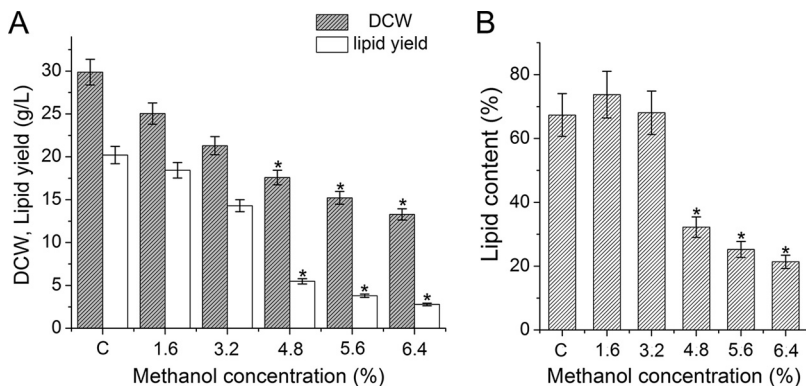 A
DCW
lipid yield
DCW, Lipid yield (g/L)
35
30
25
20
15
10
5
0
* * *
* * *
C 1.6 3.2 4.8 5.6 6.4
Methanol concentration (%)
B
Lipid content (%)
100
80
60
40
20
0
* * *
C 1.6 3.2 4.8 5.6 6.4
Methanol concentration (%)